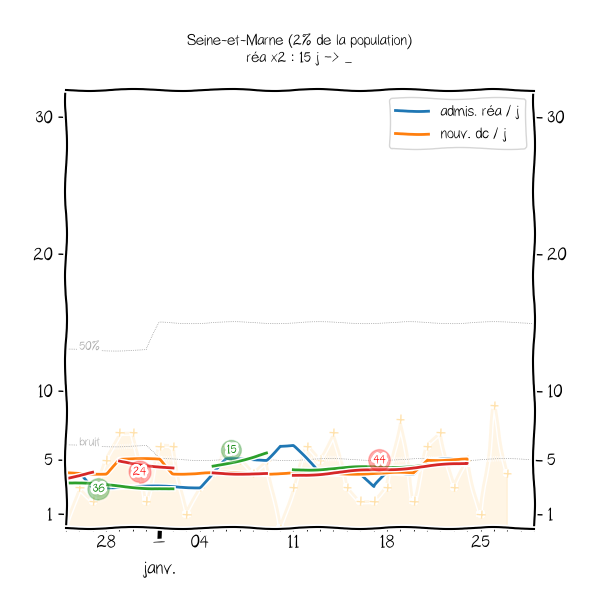 Seine-et-Marne (2% de la population)
réa x2 : 15 j -> _
admis. réa / j
nouv. dc / j
30 30
20 20
50%
10 10
bruit
15
44
5 5
24
36
1 1
28 1 04 11 18 25
janv.